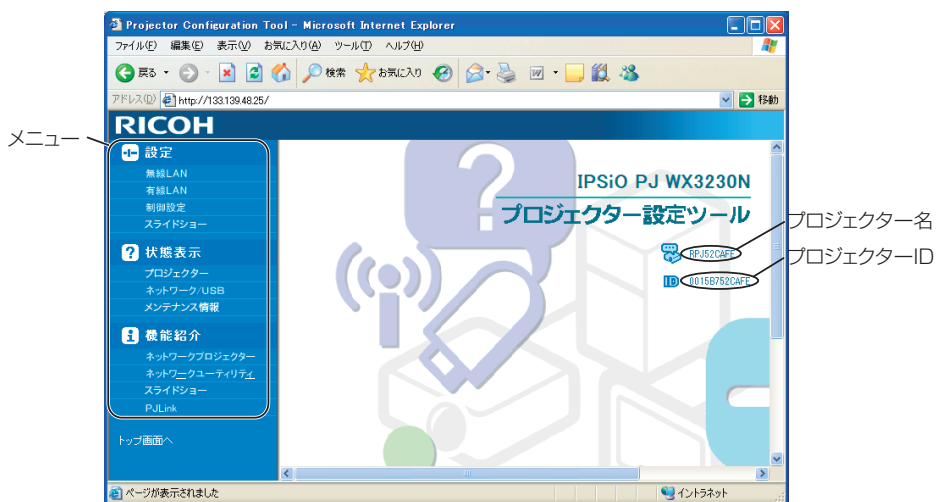 Projector Configuration Tool - Microsoft Internet Explorer
ファイル(F) 編集(E) 表示(V) お気に入り(A) ツール(T) ヘルプ(H)
戻る 検索 お気に入り
アドレス(D) http://133.139.48.25/ 移動
RICOH
メニュー
設定
無線LAN
有線LAN
制御設定
スライドショー
状態表示
プロジェクター
ネットワーク/USB
メンテナンス情報
機能紹介
ネットワークプロジェクター
ネットワークユーティリティ
スライドショー
PJLink
トップ画面へ
IPSiO PJ WX3230N
プロジェクター設定ツール
RPJ52CAFE
プロジェクター名
ID 0015B752CAFE
プロジェクターID
ページが表示されました イントラネット